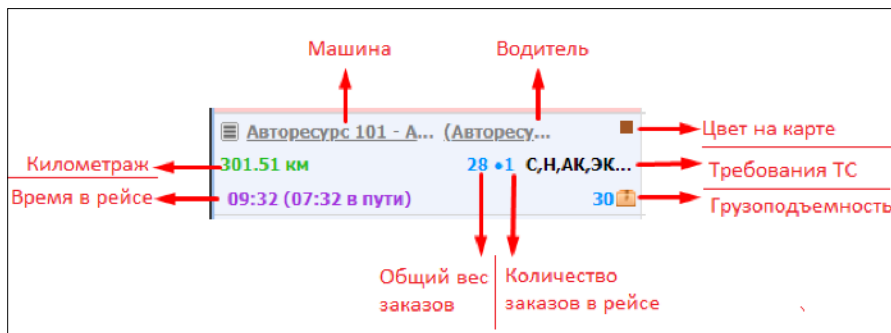 Машина
Водитель
Авторесурс 101 - А... (Авторесу...
Цвет на карте
Километраж
301.51 км
28 •1 С,Н,АК,ЭК...
Требования ТС
Время в рейсе
09:32 (07:32 в пути)
30
Грузоподъемность
Общий вес заказов
Количество заказов в рейсе